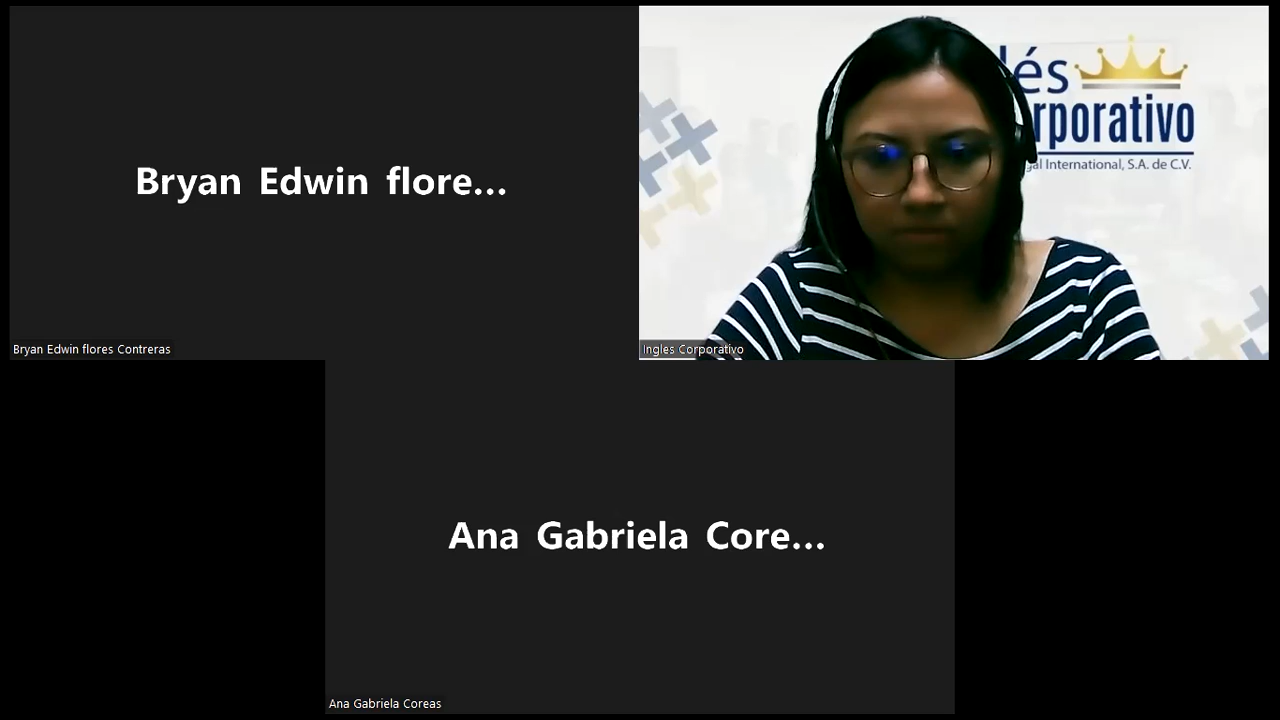 Bryan Edwin flore...
Bryan Edwin flores Contreras
lés
rporativo
gal International, S.A. de C.V.
Ingles Corporativo
Ana Gabriela Core...
Ana Gabriela Coreas